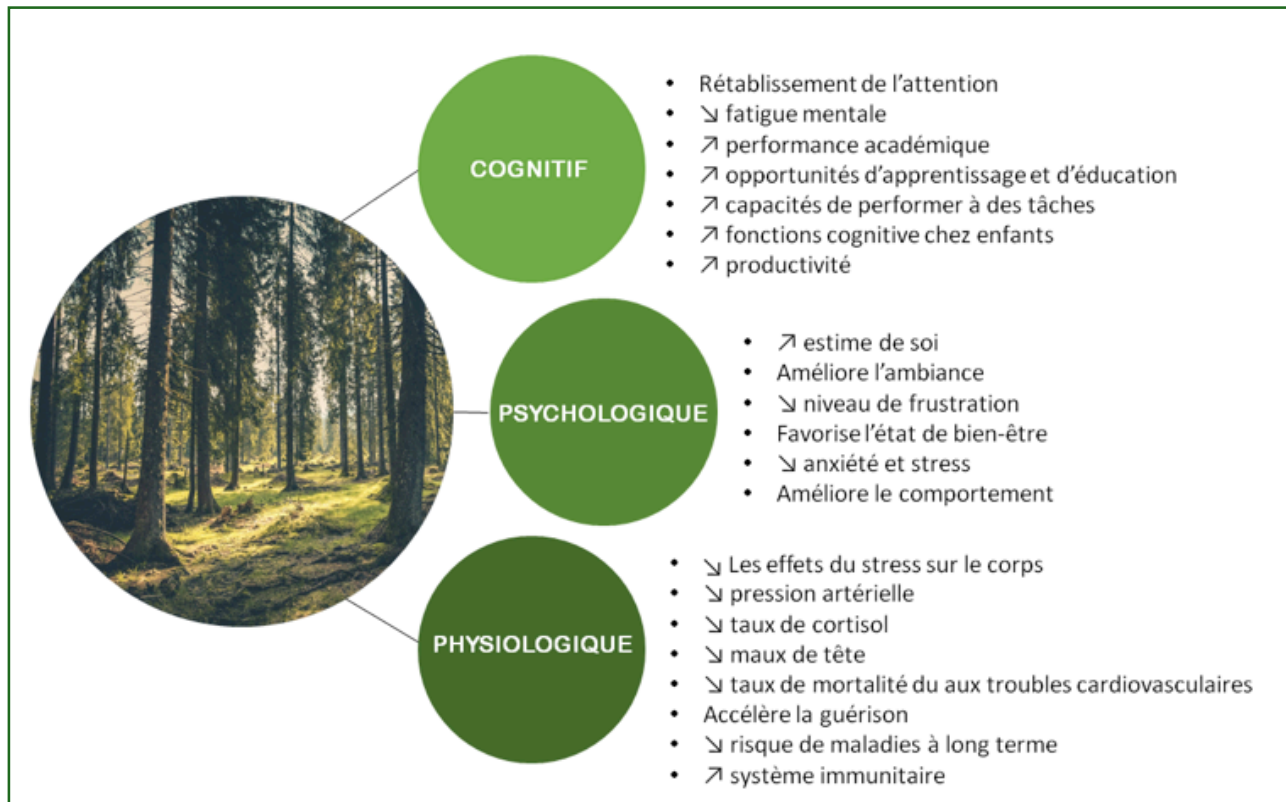 COGNITIF
• Rétablissement de l'attention
• ↘ fatigue mentale
• ↗ performance académique
• ↗ opportunités d'apprentissage et d'éducation
• ↗ capacités de performer à des tâches
• ↗ fonctions cognitive chez enfants
• ↗ productivité
PSYCHOLOGIQUE
• ↗ estime de soi
• Améliore l'ambiance
• ↘ niveau de frustration
• Favorise l'état de bien-être
• ↘ anxiété et stress
• Améliore le comportement
PHYSIOLOGIQUE
• ↘ Les effets du stress sur le corps
• ↘ pression artérielle
• ↘ taux de cortisol
• ↘ maux de tête
• ↘ taux de mortalité du aux troubles cardiovasculaires
• Accélère la guérison
• ↘ risque de maladies à long terme
• ↗ système immunitaire